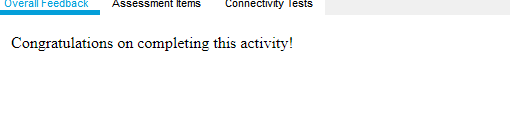 Overall Feedback Assessment Items Connectivity Tests
Congratulations on completing this activity!